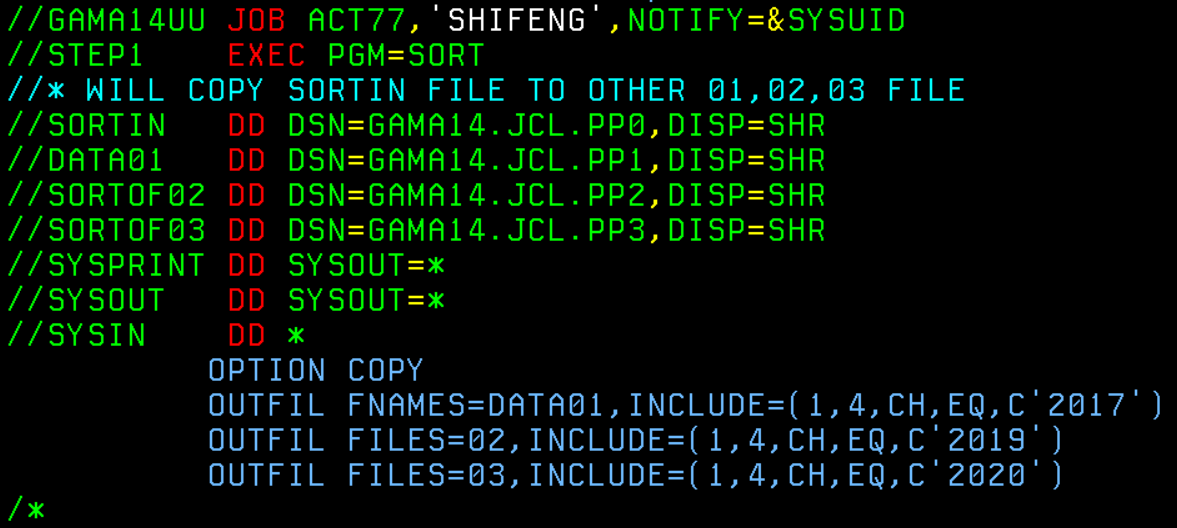 //GAMA14UU JOB ACT77,'SHIFENG',NOTIFY=&SYSUID
//STEP1    EXEC PGM=SORT
//* WILL COPY SORTIN FILE TO OTHER 01,02,03 FILE
//SORTIN   DD DSN=GAMA14.JCL.PP0,DISP=SHR
//DATA01   DD DSN=GAMA14.JCL.PP1,DISP=SHR
//SORTOF02 DD DSN=GAMA14.JCL.PP2,DISP=SHR
//SORTOF03 DD DSN=GAMA14.JCL.PP3,DISP=SHR
//SYSPRINT DD SYSOUT=*
//SYSOUT   DD SYSOUT=*
//SYSIN    DD *
          OPTION COPY
          OUTFIL FNAMES=DATA01,INCLUDE=(1,4,CH,EQ,C'2017')
          OUTFIL FILES=02,INCLUDE=(1,4,CH,EQ,C'2019')
          OUTFIL FILES=03,INCLUDE=(1,4,CH,EQ,C'2020')
/*